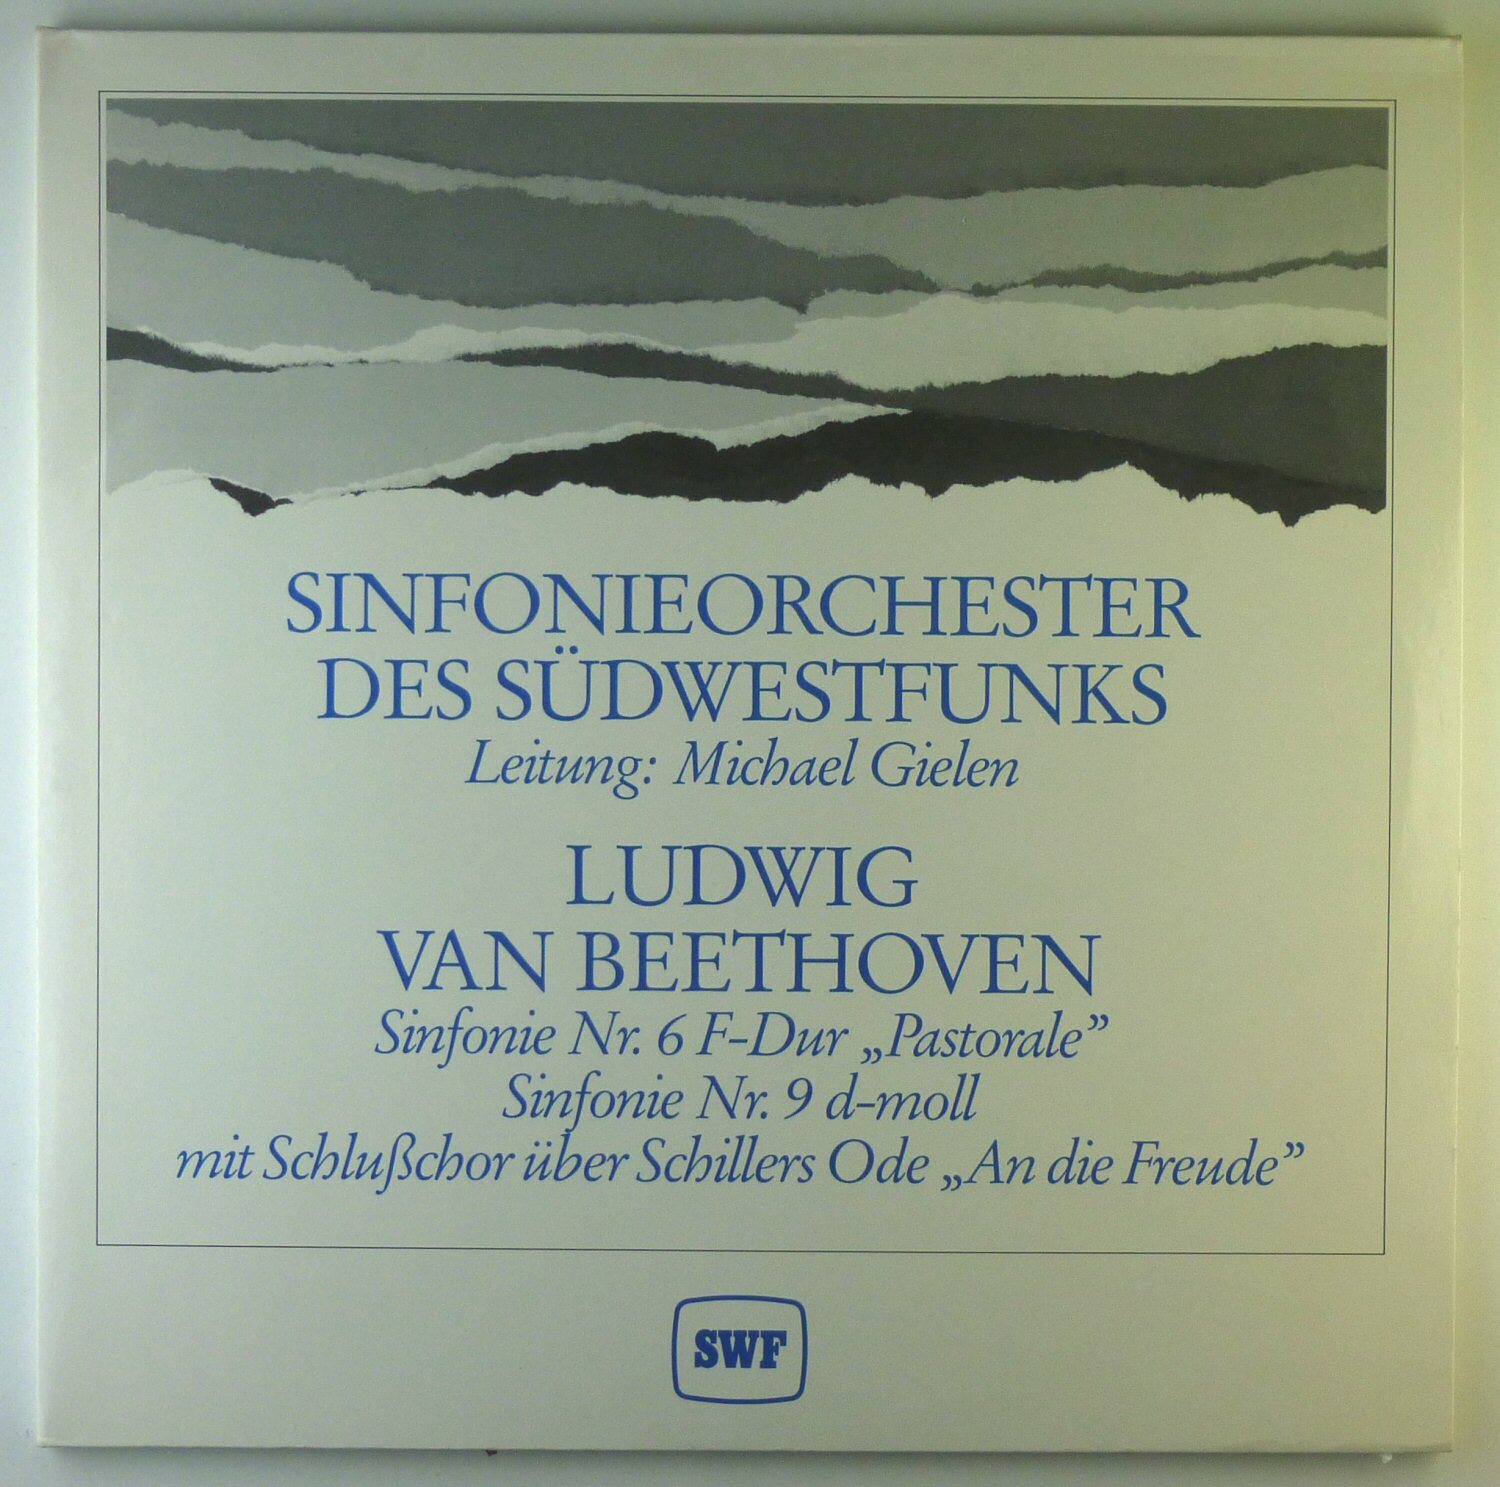 SINFONIEORCHESTER
DES SÜDWESTFUNKS
Leitung: Michael Gielen
LUDWIG
VAN BEETHOVEN
Sinfonie Nr. 6 F-Dur „Pastorale”
Sinfonie Nr. 9 d-moll
mit Schlußchor über Schillers Ode „An die Freude”
SWF